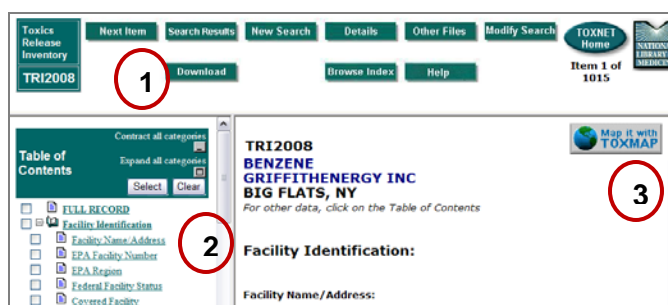 Toxics Release Inventory
TRI2008
Next Item
Search Results
New Search
Details
Other Files
Modify Search
TOXNET Home
NATIONAL LIBRARY
MEDICINE
Download
Browse Index
Help
Item 1 of 1015
1
Table of Contents
Contract all categories
Expand all categories
Select
Clear
FULL RECORD
Facility Identification
Facility Name/Address
EPA Facility Number
EPA Region
Federal Facility Status
Covered Facility
2
TRI2008
BENZENE
GRIFFITHENERGY INC
BIG FLATS, NY
For other data, click on the Table of Contents
Map it with TOXMAP
3
Facility Identification:
Facility Name/Address: